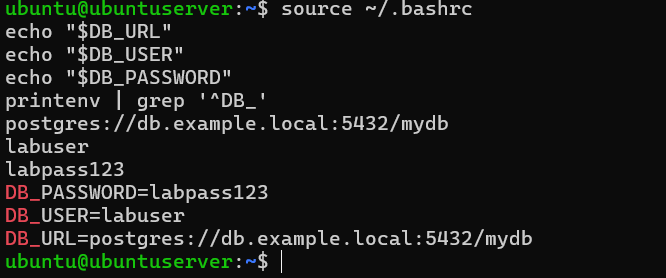 ubuntu@ubuntuserver:~$ source ~/.bashrc
echo "$DB_URL"
echo "$DB_USER"
echo "$DB_PASSWORD"
printenv | grep '^DB_'
postgres://db.example.local:5432/mydb
labuser
labpass123
DB_PASSWORD=labpass123
DB_USER=labuser
DB_URL=postgres://db.example.local:5432/mydb
ubuntu@ubuntuserver:~$